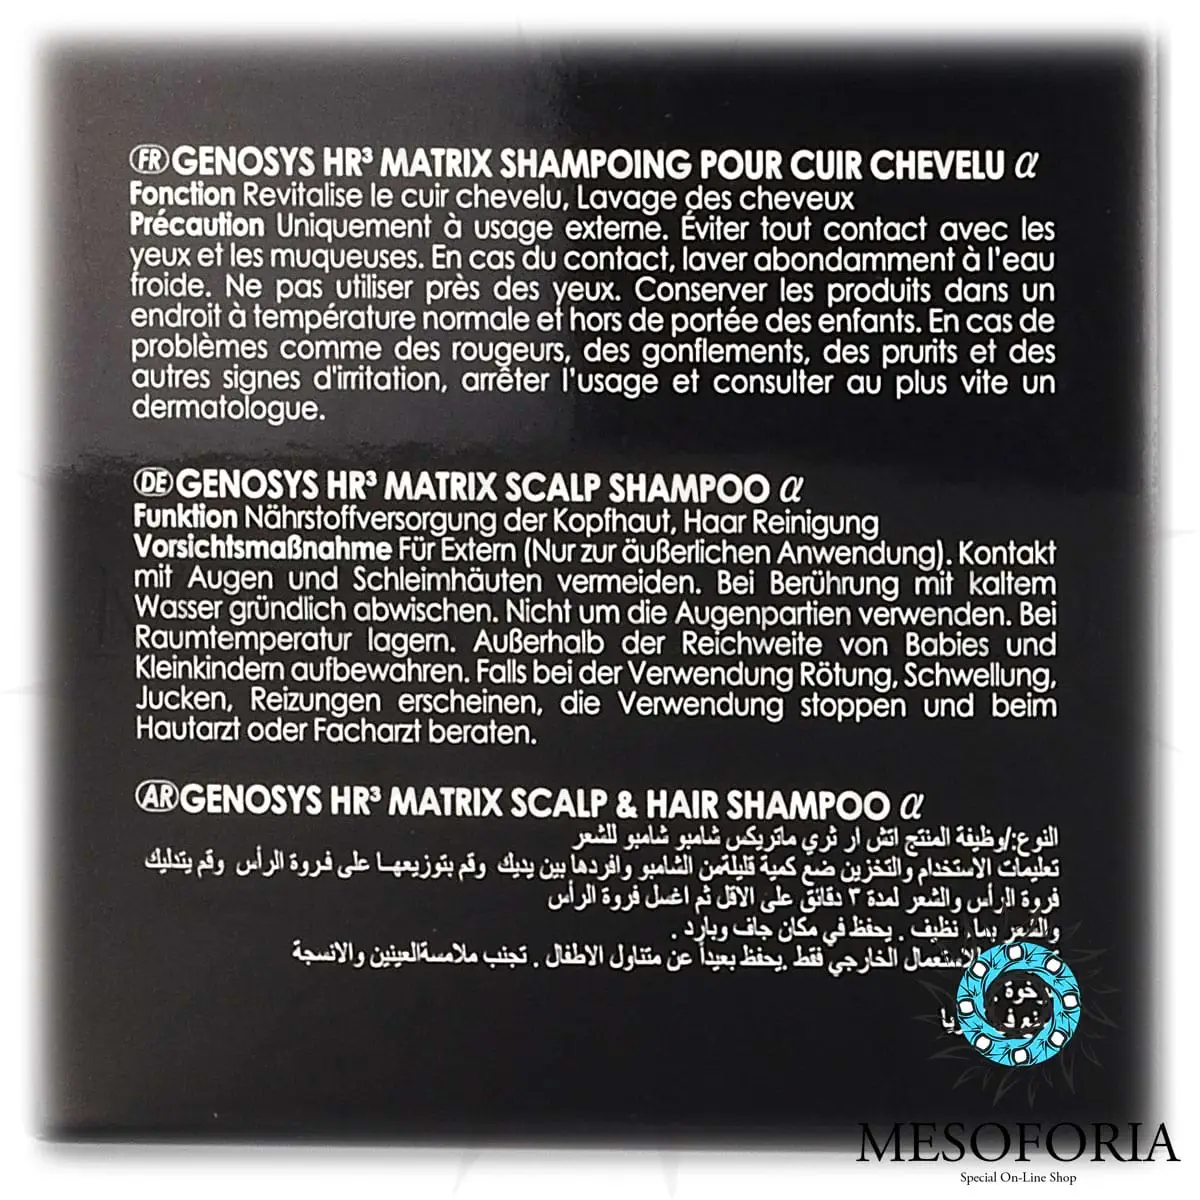 FR GENOSYS HR³ MATRIX SHAMPOING POUR CUIR CHEVELU α
Fonction Revitalise le cuir chevelu, Lavage des cheveux
Précaution Uniquement à usage externe. Éviter tout contact avec les
yeux et les muqueuses. En cas du contact, laver abondamment à l'eau
froide. Ne pas utiliser près des yeux. Conserver les produits dans un
endroit à température normale et hors de portée des enfants. En cas de
problèmes comme des rougeurs, des gonflements, des prurits et des
autres signes d'irritation, arrêter l'usage et consulter au plus vite un
dermatologue.
DE GENOSYS HR³ MATRIX SCALP SHAMPOO α
Funktion Nährstoffversorgung der Kopfhaut, Haar Reinigung
Vorsichtsmaßnahme Für Extern (Nur zur äußerlichen Anwendung). Kontakt
mit Augen und Schleimhäuten vermeiden. Bei Berührung mit kaltem
Wasser gründlich abwischen. Nicht um die Augenpartien verwenden. Bei
Raumtemperatur lagern. Außerhalb der Reichweite von Babies und
Kleinkindern aufbewahren. Falls bei der Verwendung Rötung, Schwellung,
Jucken, Reizungen erscheinen, die Verwendung stoppen und beim
Hautarzt oder Facharzt beraten.
AR GENOSYS HR³ MATRIX SCALP & HAIR SHAMPOO α
النوع:/وظيفة المنتج اتش ار ثري ماتريكس شامبو شامبو للشعر
تعليمات الاستخدام والتخزين ضع كمية قليلةمن الشامبو وافردها بين يديك وقم بتوزيعها على فروة الرأس وقم يتدليك
فروة الرأس والشعر لمدة ٣ دقائق على الاقل ثم اغسل فروة الرأس
والشعر بماء نظيف . يحفظ في مكان جاف وبارد .
للاستعمال الخارجي فقط .يحفظ بعيداً عن متناول الاطفال . تجنب ملامسةالعينين والانسجة
MESOFORIA
Special On-Line Shop